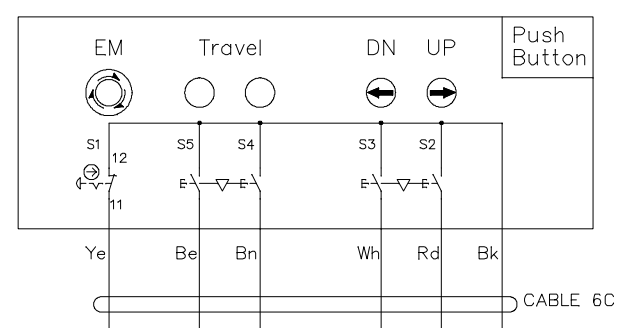 EM Travel DN UP Push
Button
S1 S5 S4 S3 S2
12
11
Ye Be Bn Wh Rd Bk
CABLE 6C